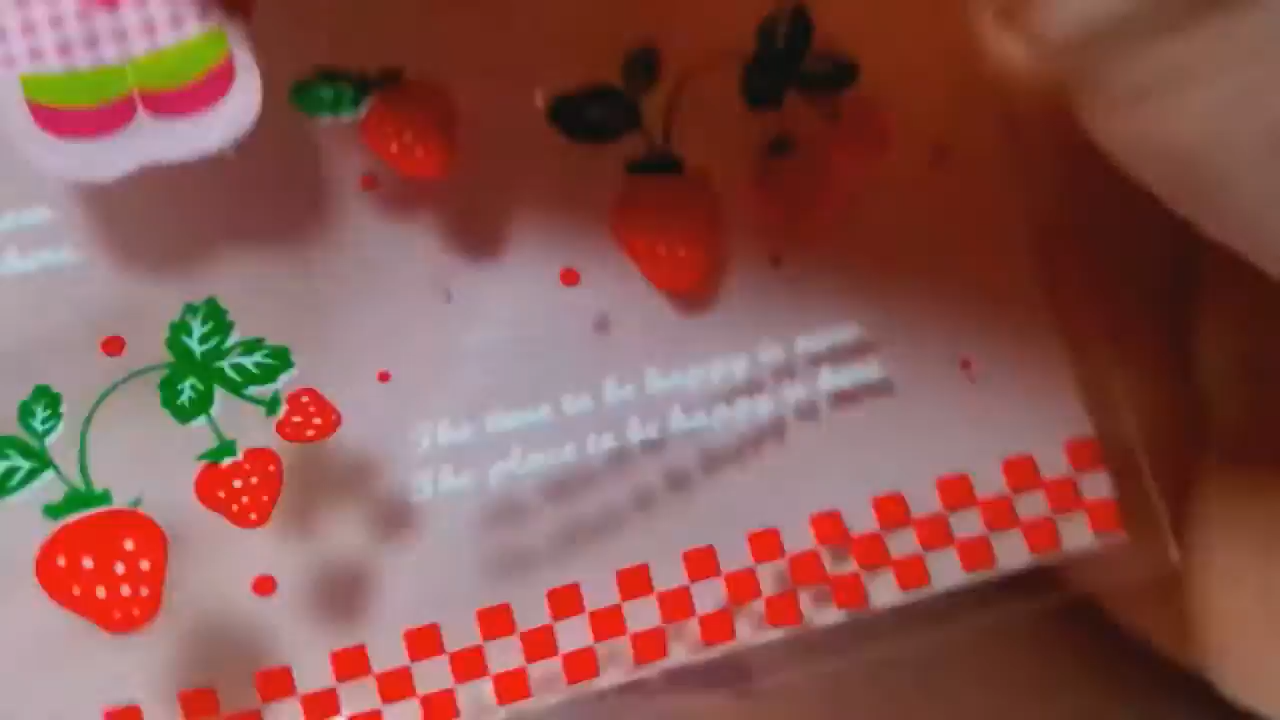 The time to be happy is now.
The place to be happy is here.